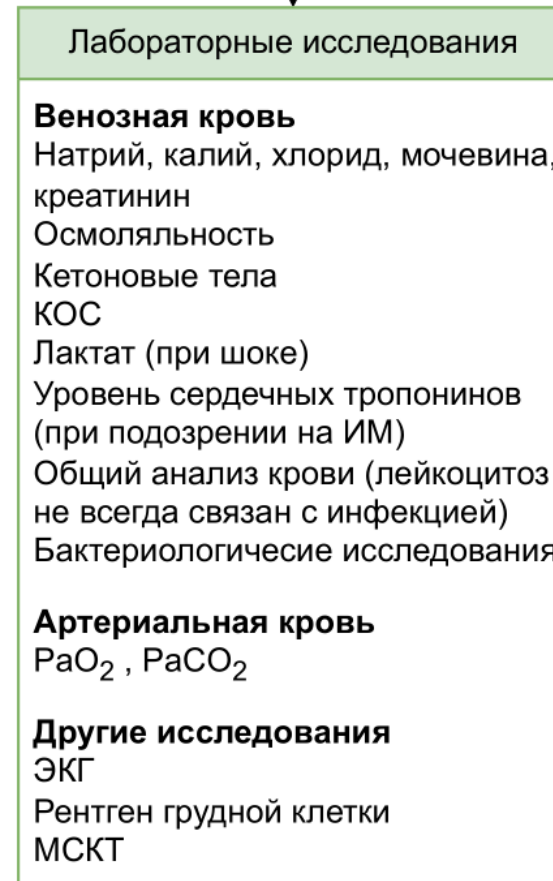 Лабораторные исследования
Венозная кровь
Натрий, калий, хлорид, мочевина,
креатинин
Осмоляльность
Кетоновые тела
КОС
Лактат (при шоке)
Уровень сердечных тропонинов
(при подозрении на ИМ)
Общий анализ крови (лейкоцитоз
не всегда связан с инфекцией)
Бактериологичесие исследования
Артериальная кровь
PaO₂ , PaCO₂
Другие исследования
ЭКГ
Рентген грудной клетки
МСКТ